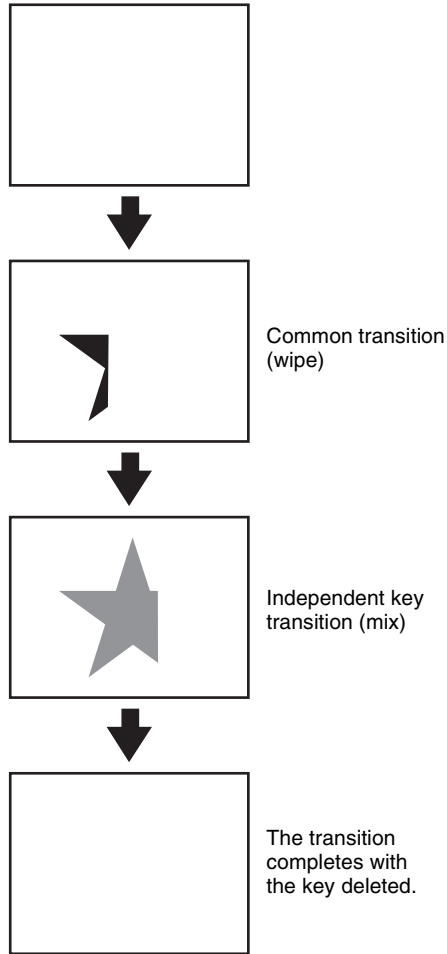 Common transition
(wipe)
Independent key
transition (mix)
The transition
completes with
the key deleted.